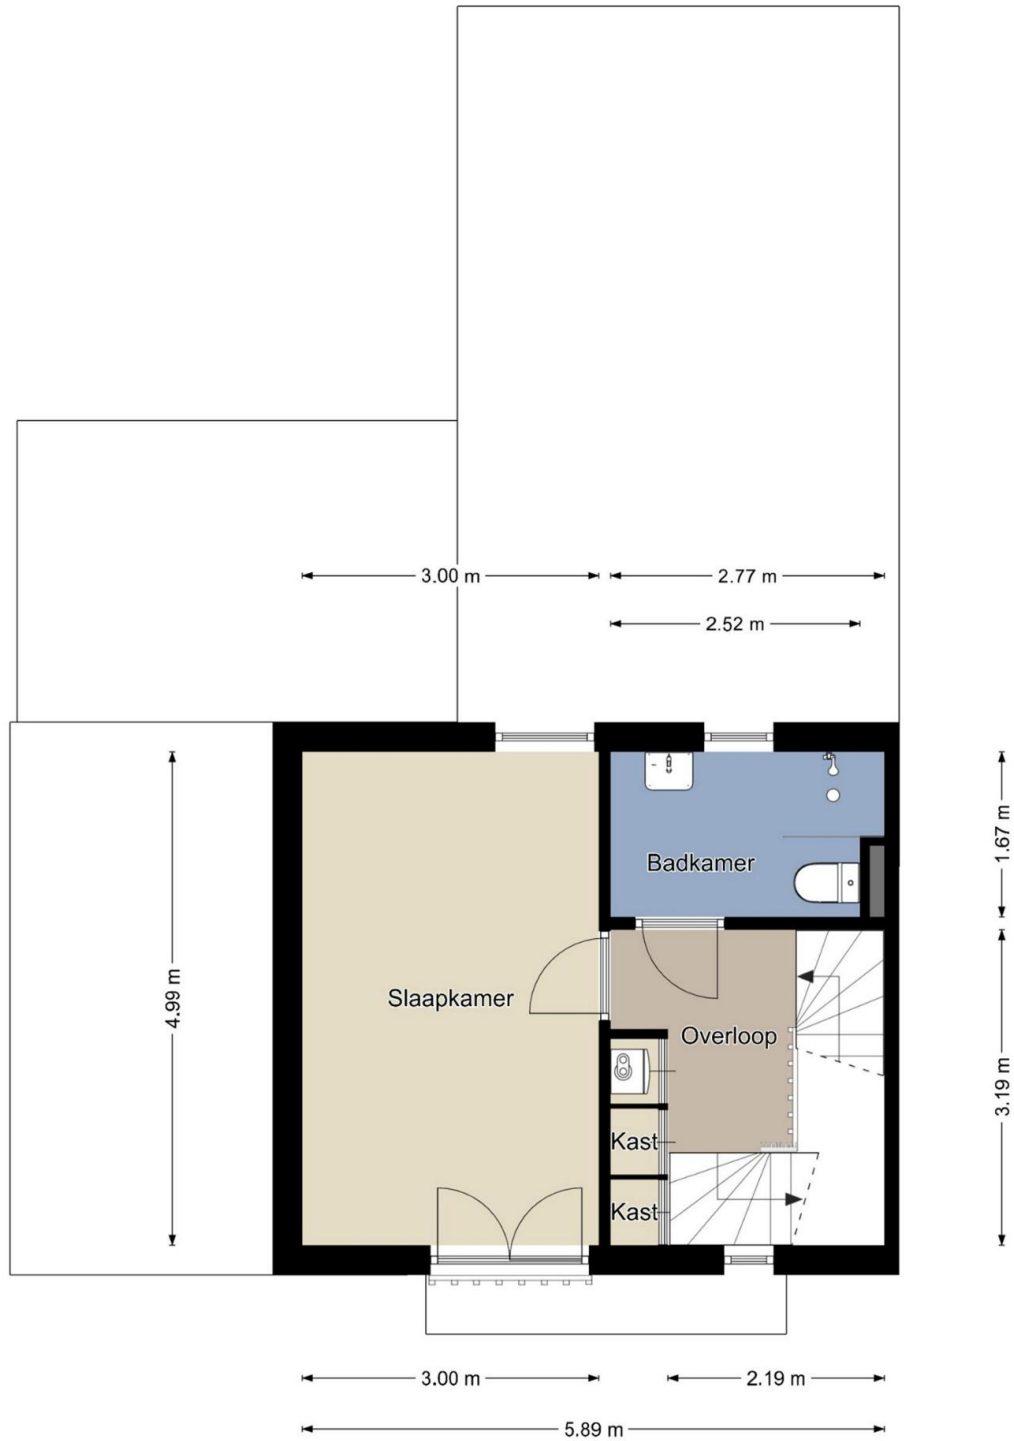 3.00 m
2.77 m
2.52 m
1.67 m
Badkamer
4.99 m
Slaapkamer
Overloop
3.19 m
Kast
Kast
3.00 m
2.19 m
5.89 m